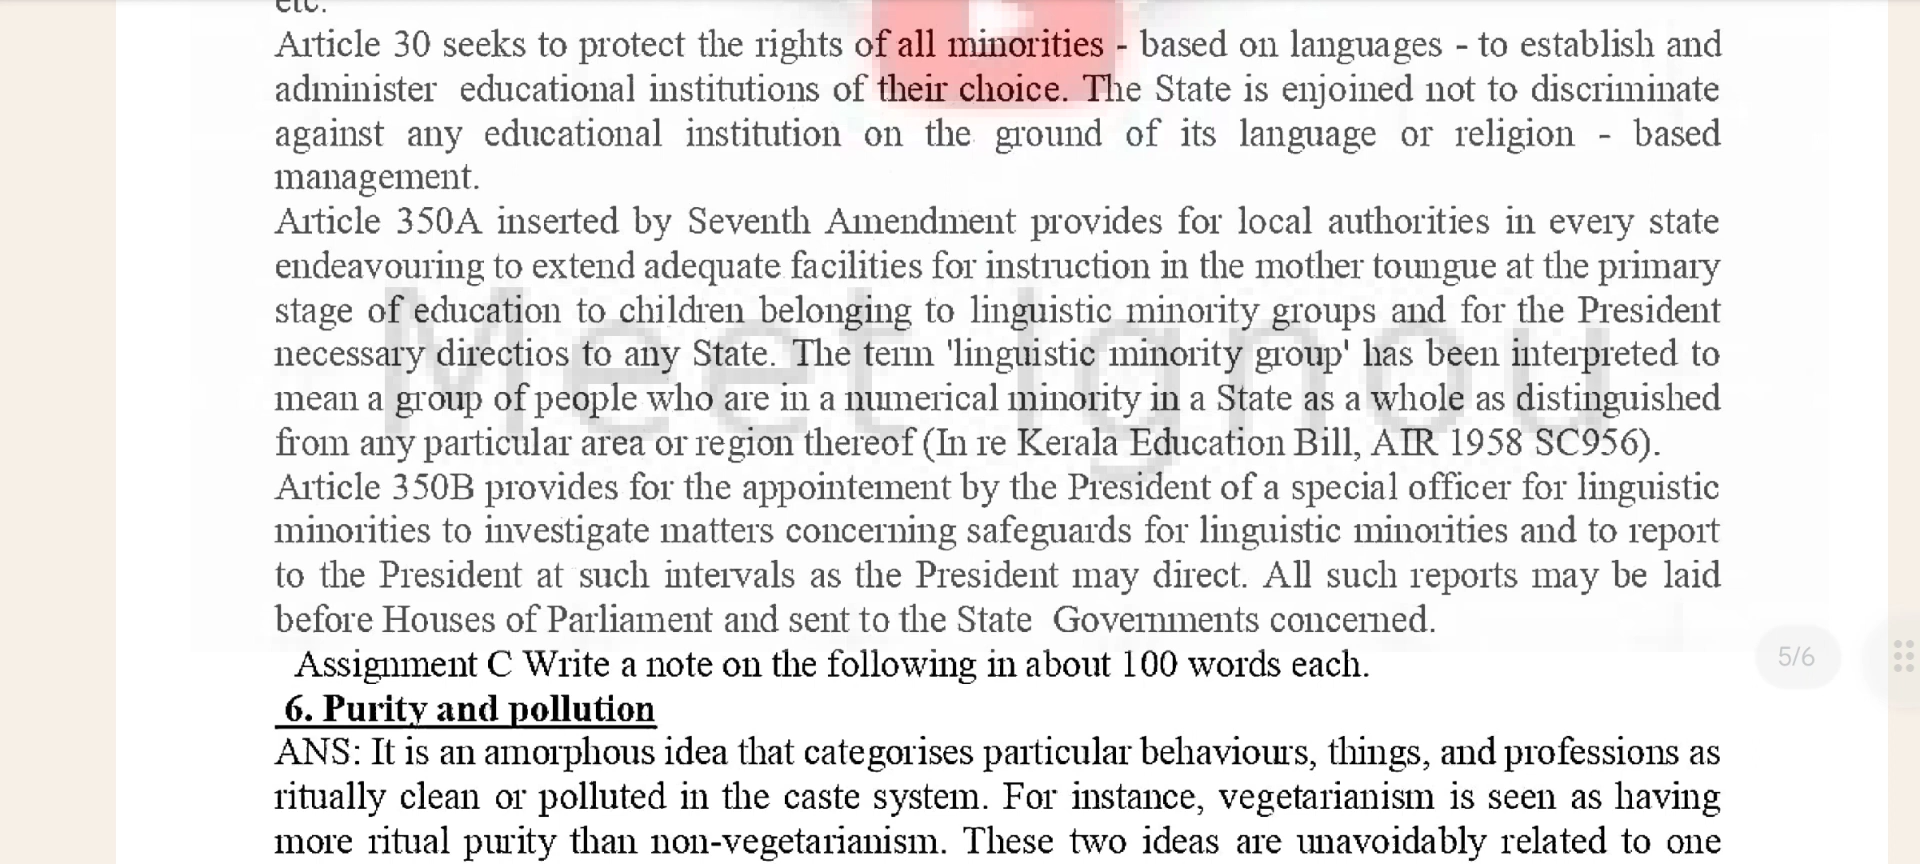 etc.
Article 30 seeks to protect the rights of all minorities - based on languages - to establish and
administer educational institutions of their choice. The State is enjoined not to discriminate
against any educational institution on the ground of its language or religion - based
management.
Article 350A inserted by Seventh Amendment provides for local authorities in every state
endeavouring to extend adequate facilities for instruction in the mother toungue at the primary
stage of education to children belonging to linguistic minority groups and for the President
necessary directios to any State. The term 'linguistic minority group' has been interpreted to
mean a group of people who are in a numerical minority in a State as a whole as distinguished
from any particular area or region thereof (In re Kerala Education Bill, AIR 1958 SC956).
Article 350B provides for the appointement by the President of a special officer for linguistic
minorities to investigate matters concerning safeguards for linguistic minorities and to report
to the President at such intervals as the President may direct. All such reports may be laid
before Houses of Parliament and sent to the State Governments concerned.
Assignment C Write a note on the following in about 100 words each.
6. Purity and pollution
ANS: It is an amorphous idea that categorises particular behaviours, things, and professions as
ritually clean or polluted in the caste system. For instance, vegetarianism is seen as having
more ritual purity than non-vegetarianism. These two ideas are unavoidably related to one
Meet Ignou
5/6